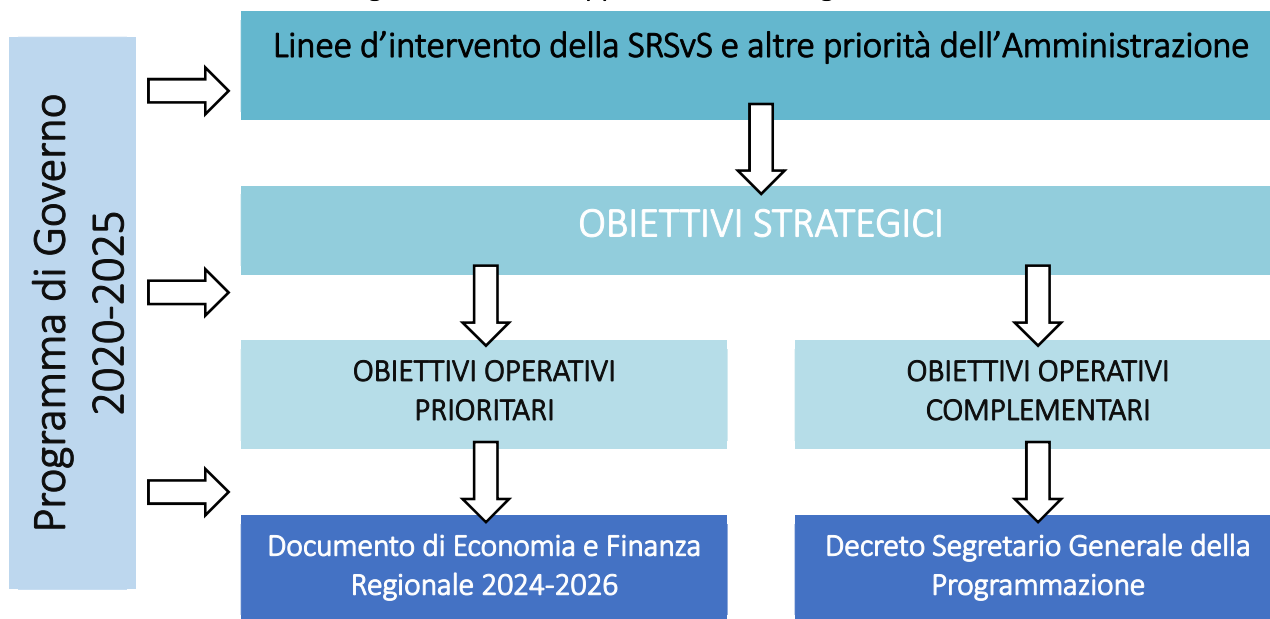 Linee d'intervento della SRSvS e altre priorità dell'Amministrazione
Programma di Governo
2020-2025
OBIETTIVI STRATEGICI
OBIETTIVI OPERATIVI
PRIORITARI
OBIETTIVI OPERATIVI
COMPLEMENTARI
Documento di Economia e Finanza
Regionale 2024-2026
Decreto Segretario Generale della
Programmazione